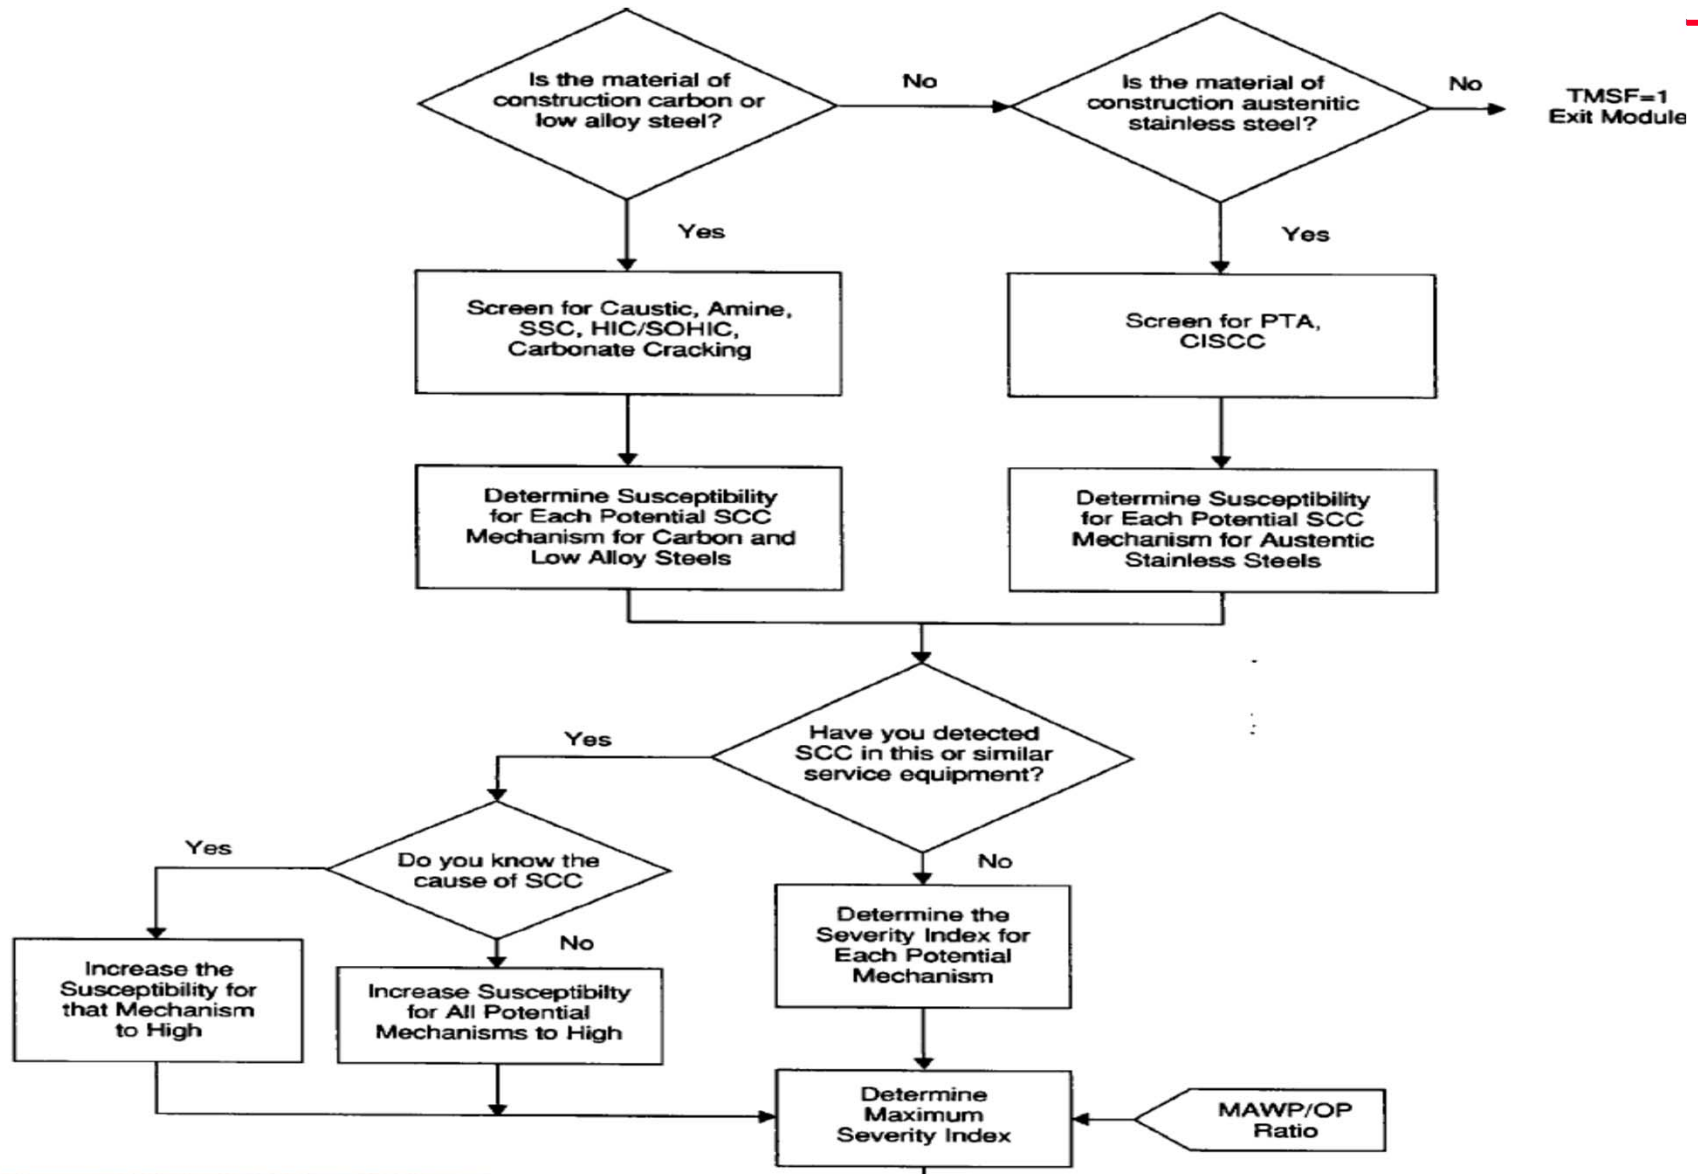 Is the material of
construction carbon or
low alloy steel?
No
Is the material of
construction austenitic
stainless steel?
No
TMSF=1
Exit Module
Yes
Yes
Screen for Caustic, Amine,
SSC, HIC/SOHIC,
Carbonate Cracking
Screen for PTA,
CISCC
Determine Susceptibility
for Each Potential SCC
Mechanism for Carbon and
Low Alloy Steels
Determine Susceptibility
for Each Potential SCC
Mechanism for Austentic
Stainless Steels
Have you detected
SCC in this or similar
service equipment?
Yes
Do you know the
cause of SCC
Yes
No
No
Increase the
Susceptibility for
that Mechanism
to High
Increase Susceptibilty
for All Potential
Mechanisms to High
Determine the
Severity Index for
Each Potential
Mechanism
Determine
Maximum
Severity Index
MAWP/OP
Ratio